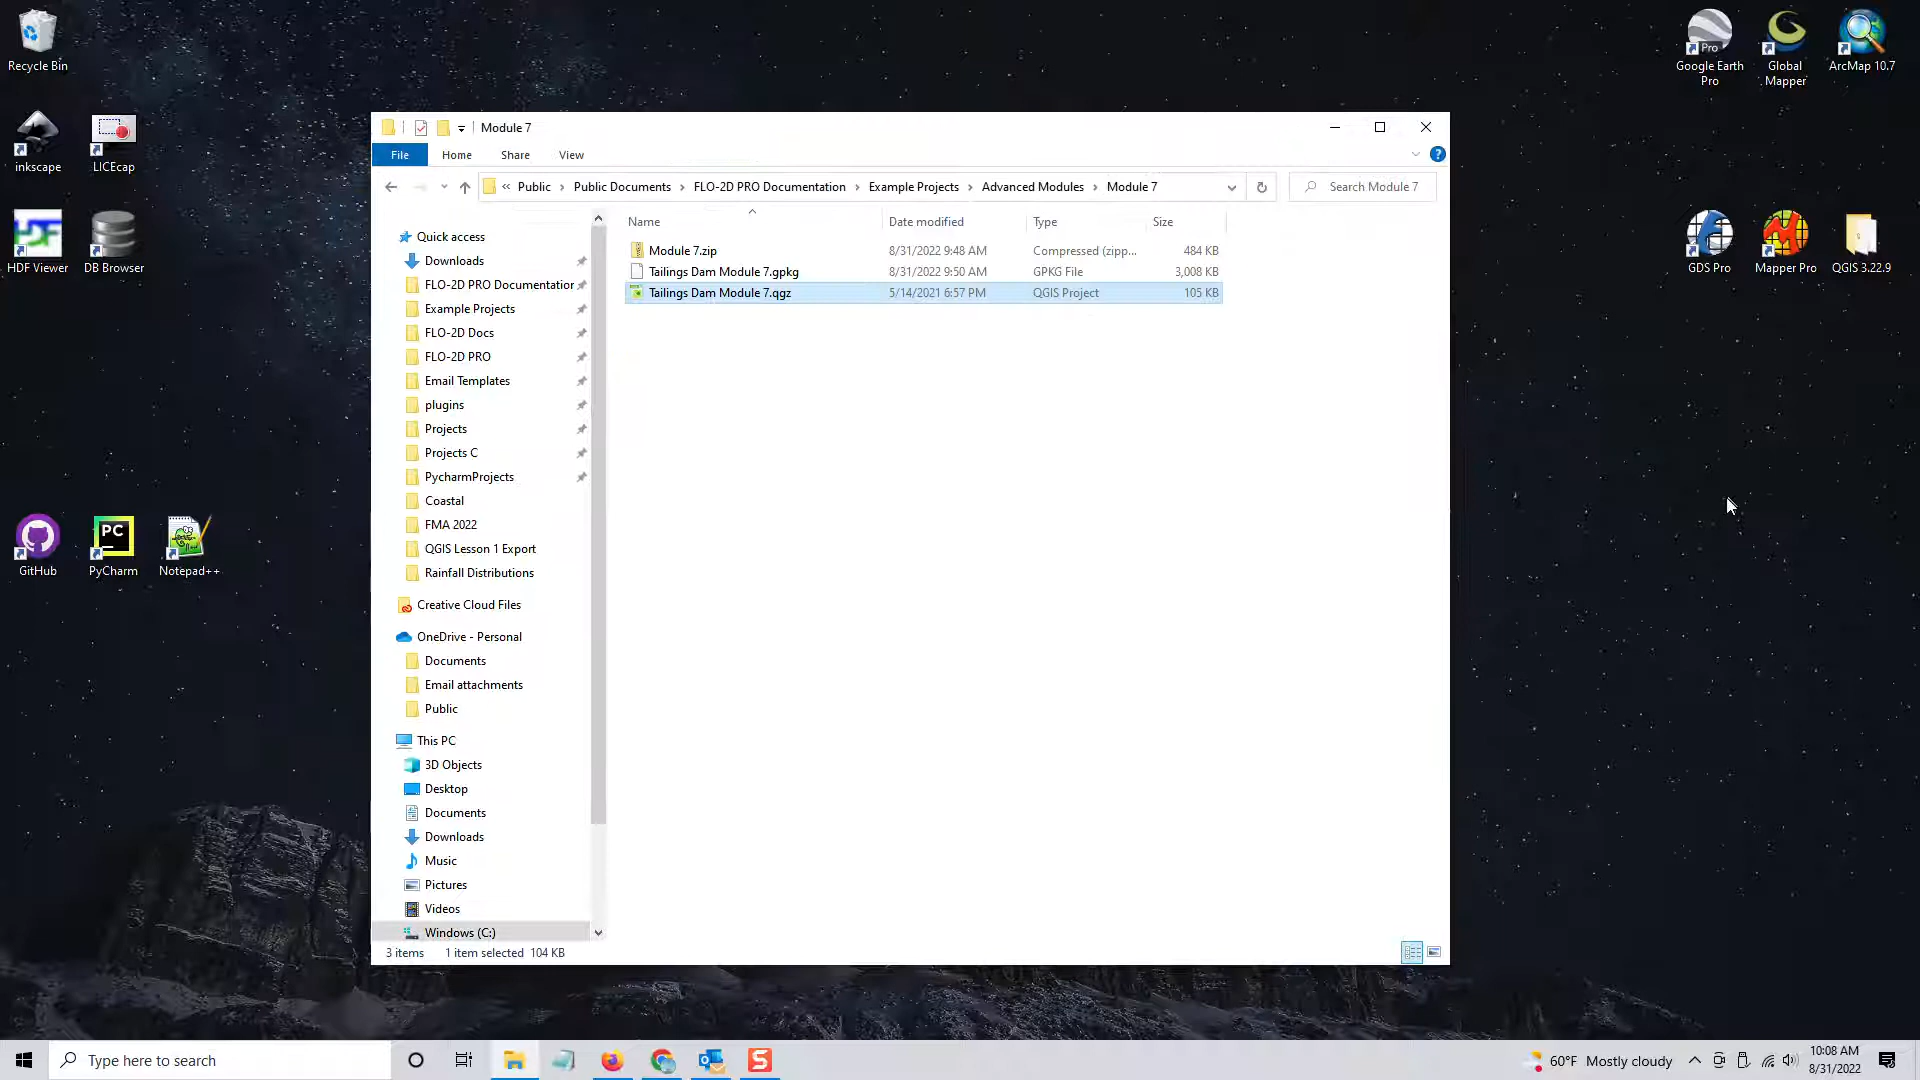 Recycle Bin
inkscape
LICEcap
HDF Viewer
DB Browser
GitHub
PC
PyCharm
Notepad++
Pro
Google Earth
Pro
Global
Mapper
ArcMap 10.7
GDS Pro
Mapper Pro
QGIS 3.22.9
Module 7
File
Home
Share
View
« Public > Public Documents > FLO-2D PRO Documentation > Example Projects > Advanced Modules > Module 7
Search Module 7
Quick access
Downloads
FLO-2D PRO Documentation
Example Projects
FLO-2D Docs
FLO-2D PRO
Email Templates
plugins
Projects
Projects C
PycharmProjects
Coastal
FMA 2022
QGIS Lesson 1 Export
Rainfall Distributions
Creative Cloud Files
OneDrive - Personal
Documents
Email attachments
Public
This PC
3D Objects
Desktop
Documents
Downloads
Music
Pictures
Videos
Windows (C:)
Name Date modified Type Size
Module 7.zip 8/31/2022 9:48 AM Compressed (zipp... 484 KB
Tailings Dam Module 7.gpkg 8/31/2022 9:50 AM GPKG File 3,008 KB
Tailings Dam Module 7.qgz 5/14/2021 6:57 PM QGIS Project 105 KB
3 items 1 item selected 104 KB
Type here to search
60°F Mostly cloudy
10:08 AM
8/31/2022